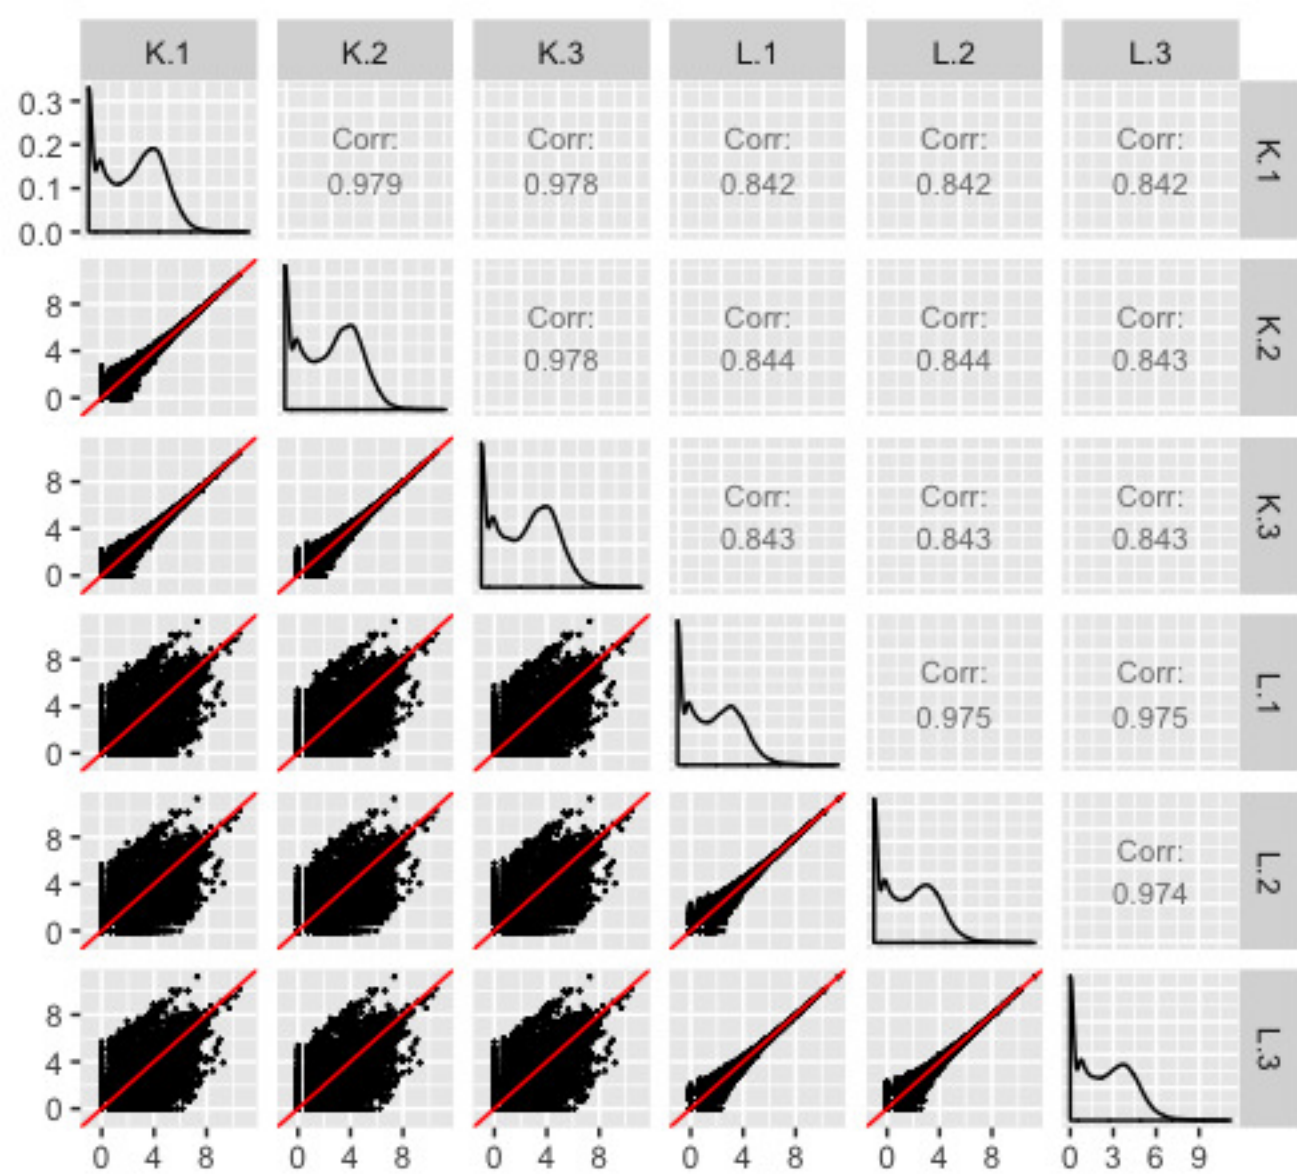 K.1 K.2 K.3 L.1 L.2 L.3
0.3
0.2
0.1
0.0
Corr:
0.979
Corr:
0.978
Corr:
0.842
Corr:
0.842
Corr:
0.842
K.1
8
4
0
Corr:
0.978
Corr:
0.844
Corr:
0.844
Corr:
0.843
K.2
8
4
0
Corr:
0.843
Corr:
0.843
Corr:
0.843
K.3
8
4
0
Corr:
0.975
Corr:
0.975
L.1
8
4
0
Corr:
0.974
L.2
8
4
0
L.3
0 4 8 0 4 8 0 4 8 0 4 8 0 4 8 0 3 6 9